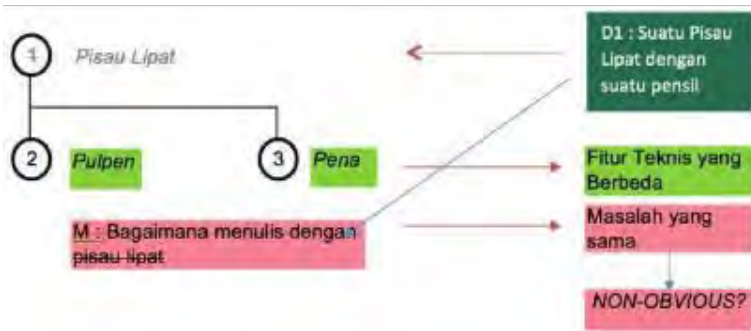 D1 : Suatu Pisau
Lipat dengan
suatu pensil
1 Pisau Lipat
2 Pulpen
3 Pena
Fitur Teknis yang
Berbeda
M : Bagaimana menulis dengan
pisau lipat
Masalah yang
sama
NON-OBVIOUS?